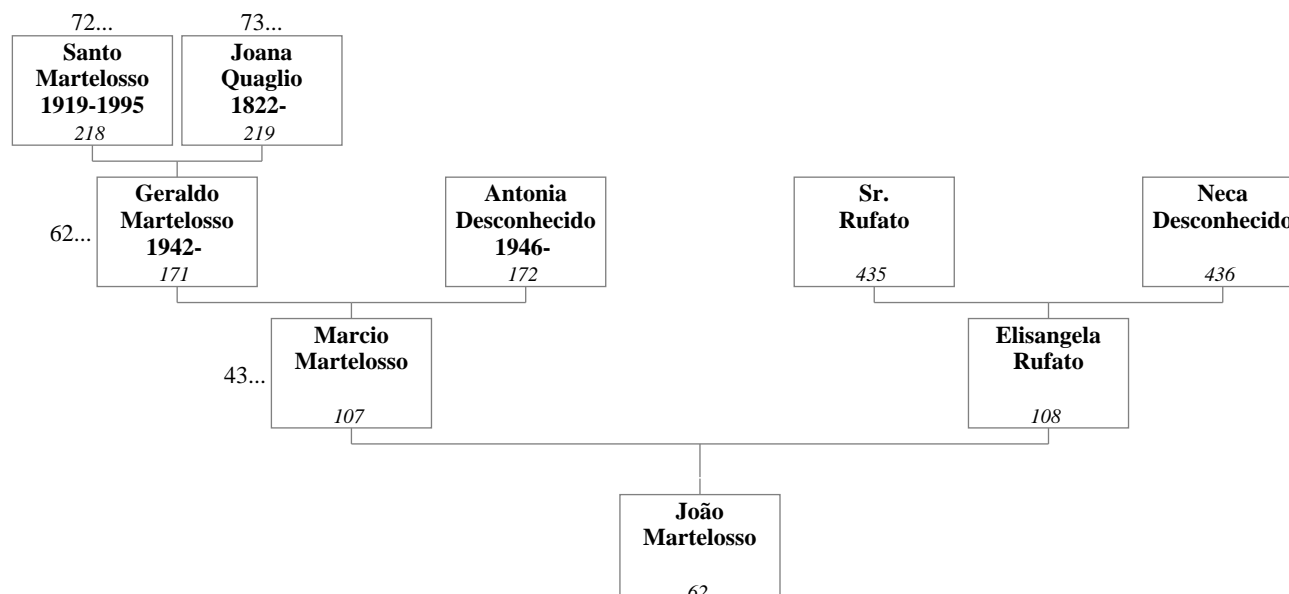 72...
73...
Santo
Martelosso
1919-1995
218
Joana
Quaglio
1822-
219
62...
Geraldo
Martelosso
1942-
171
Antonia
Desconhecido
1946-
172
Sr.
Rufato
435
Neca
Desconhecido
436
43...
Marcio
Martelosso
107
Elisangela
Rufato
108
João
Martelosso
62